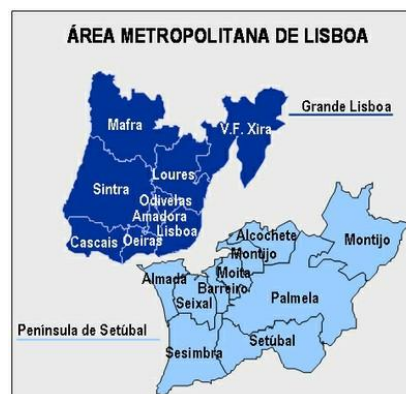 ÁREA METROPOLITANA DE LISBOA
Grande Lisboa
Mafra
V.F. Xira
Loures
Sintra
Odivelas
Amadora
Lisboa
Cascais
Oeiras
Alcochete
Montijo
Montijo
Almada
Moita
Barreiro
Seixal
Palmela
Península de Setúbal
Sesimbra
Setúbal